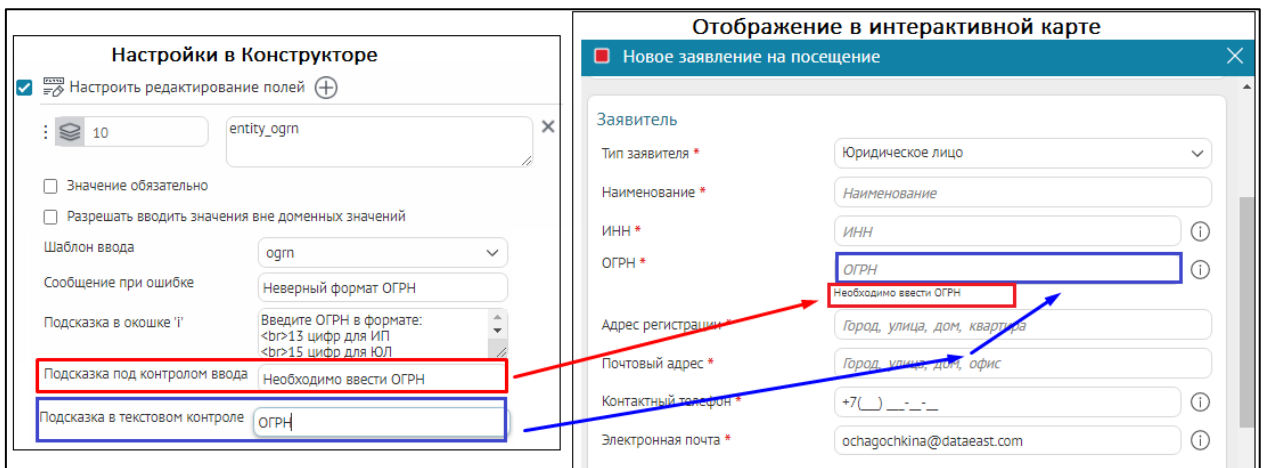 Настройки в Конструкторе
Настроить редактирование полей
10
entity_ogrn
Значение обязательно
Разрешать вводить значения вне доменных значений
Шаблон ввода
ogrn
Сообщение при ошибке
Неверный формат ОГРН
Подсказка в окошке 'i'
Введите ОГРН в формате:
<br>13 цифр для ИП
<br>15 цифр для ЮЛ
Подсказка под контролом ввода
Необходимо ввести ОГРН
Подсказка в текстовом контроле
ОГРН
Отображение в интерактивной карте
Новое заявление на посещение
Заявитель
Тип заявителя *
Юридическое лицо
Наименование *
Наименование
ИНН *
ИНН
ОГРН *
ОГРН
Необходимо ввести ОГРН
Адрес регистрации *
Город, улица, дом, квартира
Почтовый адрес *
Город, улица, дом, офис
Контактный телефон *
+7(__) __-_-_
Электронная почта *
ochagochkina@dataeast.com